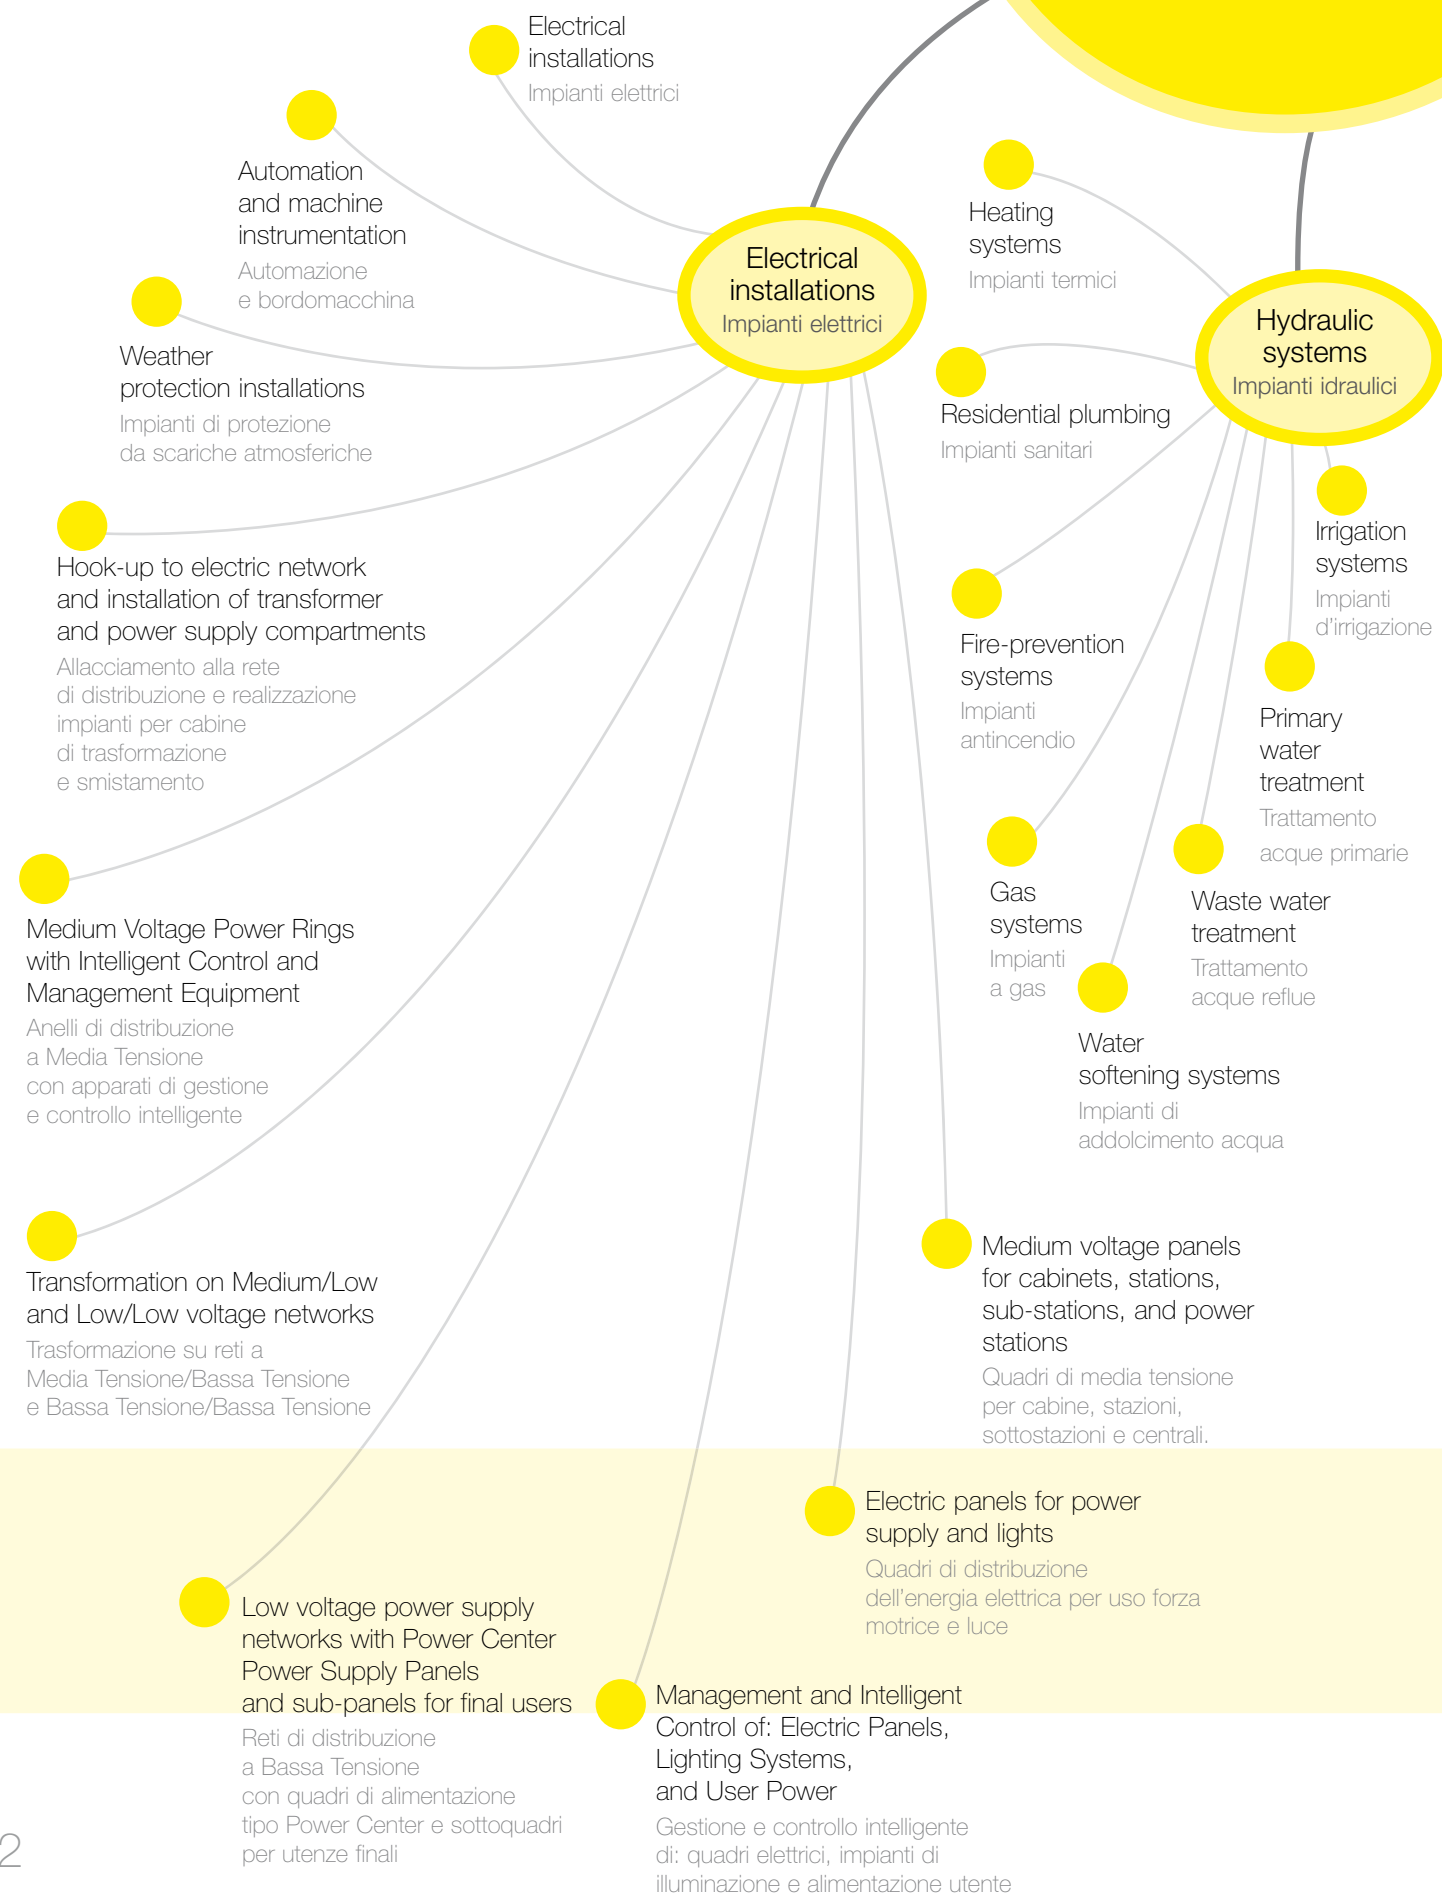 Electrical
installations
Impianti elettrici
Automation
and machine
instrumentation
Automazione
e bordomacchina
Weather
protection installations
Impianti di protezione
da scariche atmosferiche
Hook-up to electric network
and installation of transformer
and power supply compartments
Allacciamento alla rete
di distribuzione e realizzazione
impianti per cabine
di trasformazione
e smistamento
Medium Voltage Power Rings
with Intelligent Control and
Management Equipment
Anelli di distribuzione
a Media Tensione
con apparati di gestione
e controllo intelligente
Transformation on Medium/Low
and Low/Low voltage networks
Trasformazione su reti a
Media Tensione/Bassa Tensione
e Bassa Tensione/Bassa Tensione
Low voltage power supply
networks with Power Center
Power Supply Panels
and sub-panels for final users
Reti di distribuzione
a Bassa Tensione
con quadri di alimentazione
tipo Power Center e sottoquadri
per utenze finali
Management and Intelligent
Control of: Electric Panels,
Lighting Systems,
and User Power
Gestione e controllo intelligente
di: quadri elettrici, impianti di
illuminazione e alimentazione utente
Electric panels for power
supply and lights
Quadri di distribuzione
dell’energia elettrica per uso forza
motrice e luce
Medium voltage panels
for cabinets, stations,
sub-stations, and power
stations
Quadri di media tensione
per cabine, stazioni,
sottostazioni e centrali.
Electrical
installations
Impianti elettrici
Heating
systems
Impianti termici
Hydraulic
systems
Impianti idraulici
Residential plumbing
Impianti sanitari
Fire-prevention
systems
Impianti
antincendio
Gas
systems
Impianti
a gas
Water
softening systems
Impianti di
addolcimento acqua
Waste water
treatment
Trattamento
acque reflue
Primary
water
treatment
Trattamento
acque primarie
Irrigation
systems
Impianti
d’irrigazione
2